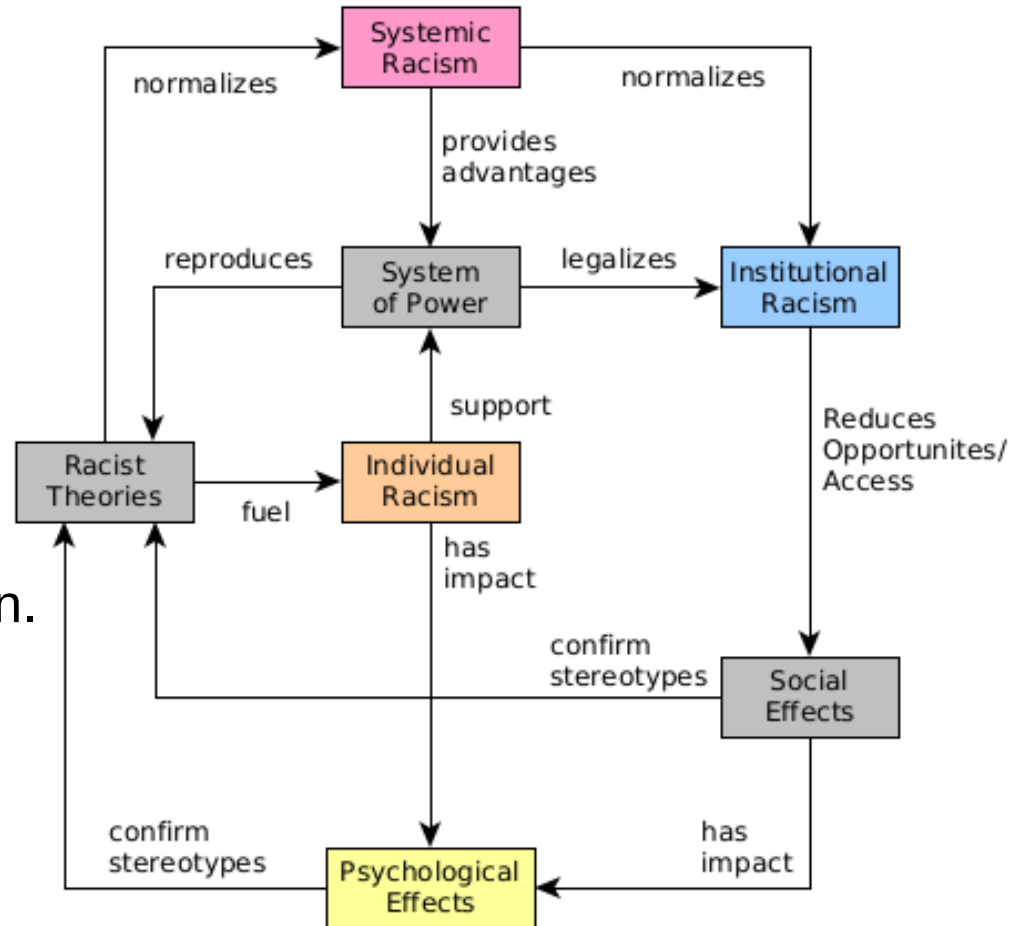 Systemic
Racism
normalizes
normalizes
provides
advantages
reproduces
System
of Power
legalizes
Institutional
Racism
support
Reduces
Opportunites/
Access
Racist
Theories
fuel
Individual
Racism
has
impact
n.
confirm
stereotypes
Social
Effects
confirm
stereotypes
has
impact
Psychological
Effects